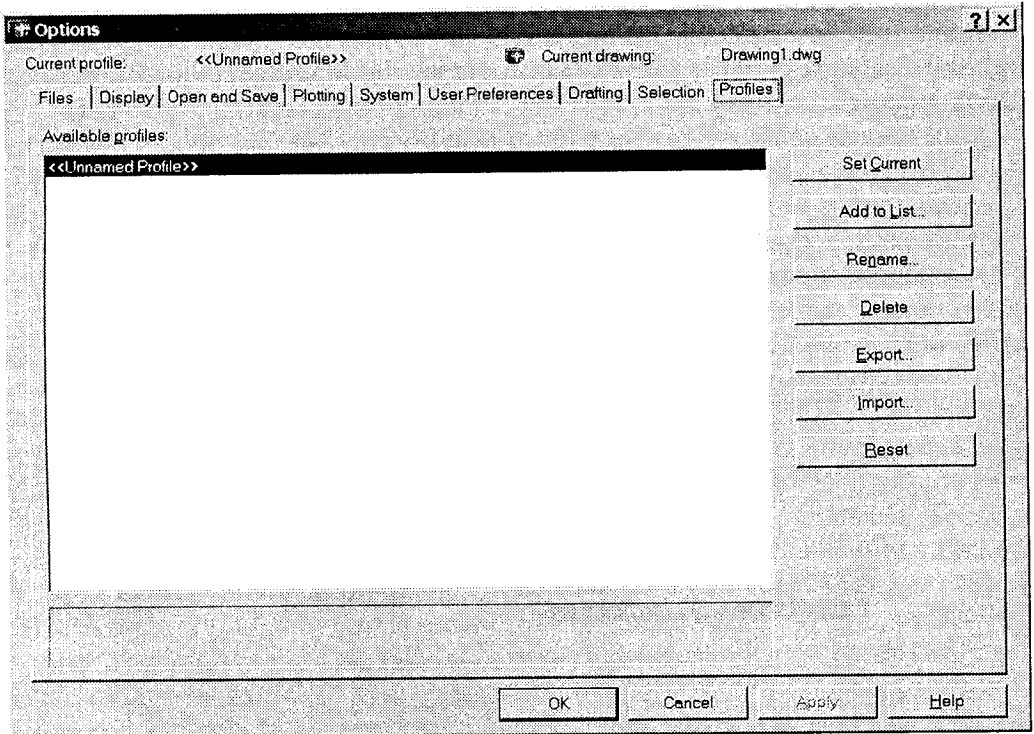 Options
Current profile: <<Unnamed Profile>> Current drawing: Drawing1.dwg
Files Display Open and Save Plotting System User Preferences Drafting Selection Profiles
Available profiles:
<<Unnamed Profile>>
Set Current
Add to List...
Rename...
Delete
Export...
Import...
Reset
OK Cancel Apply Help